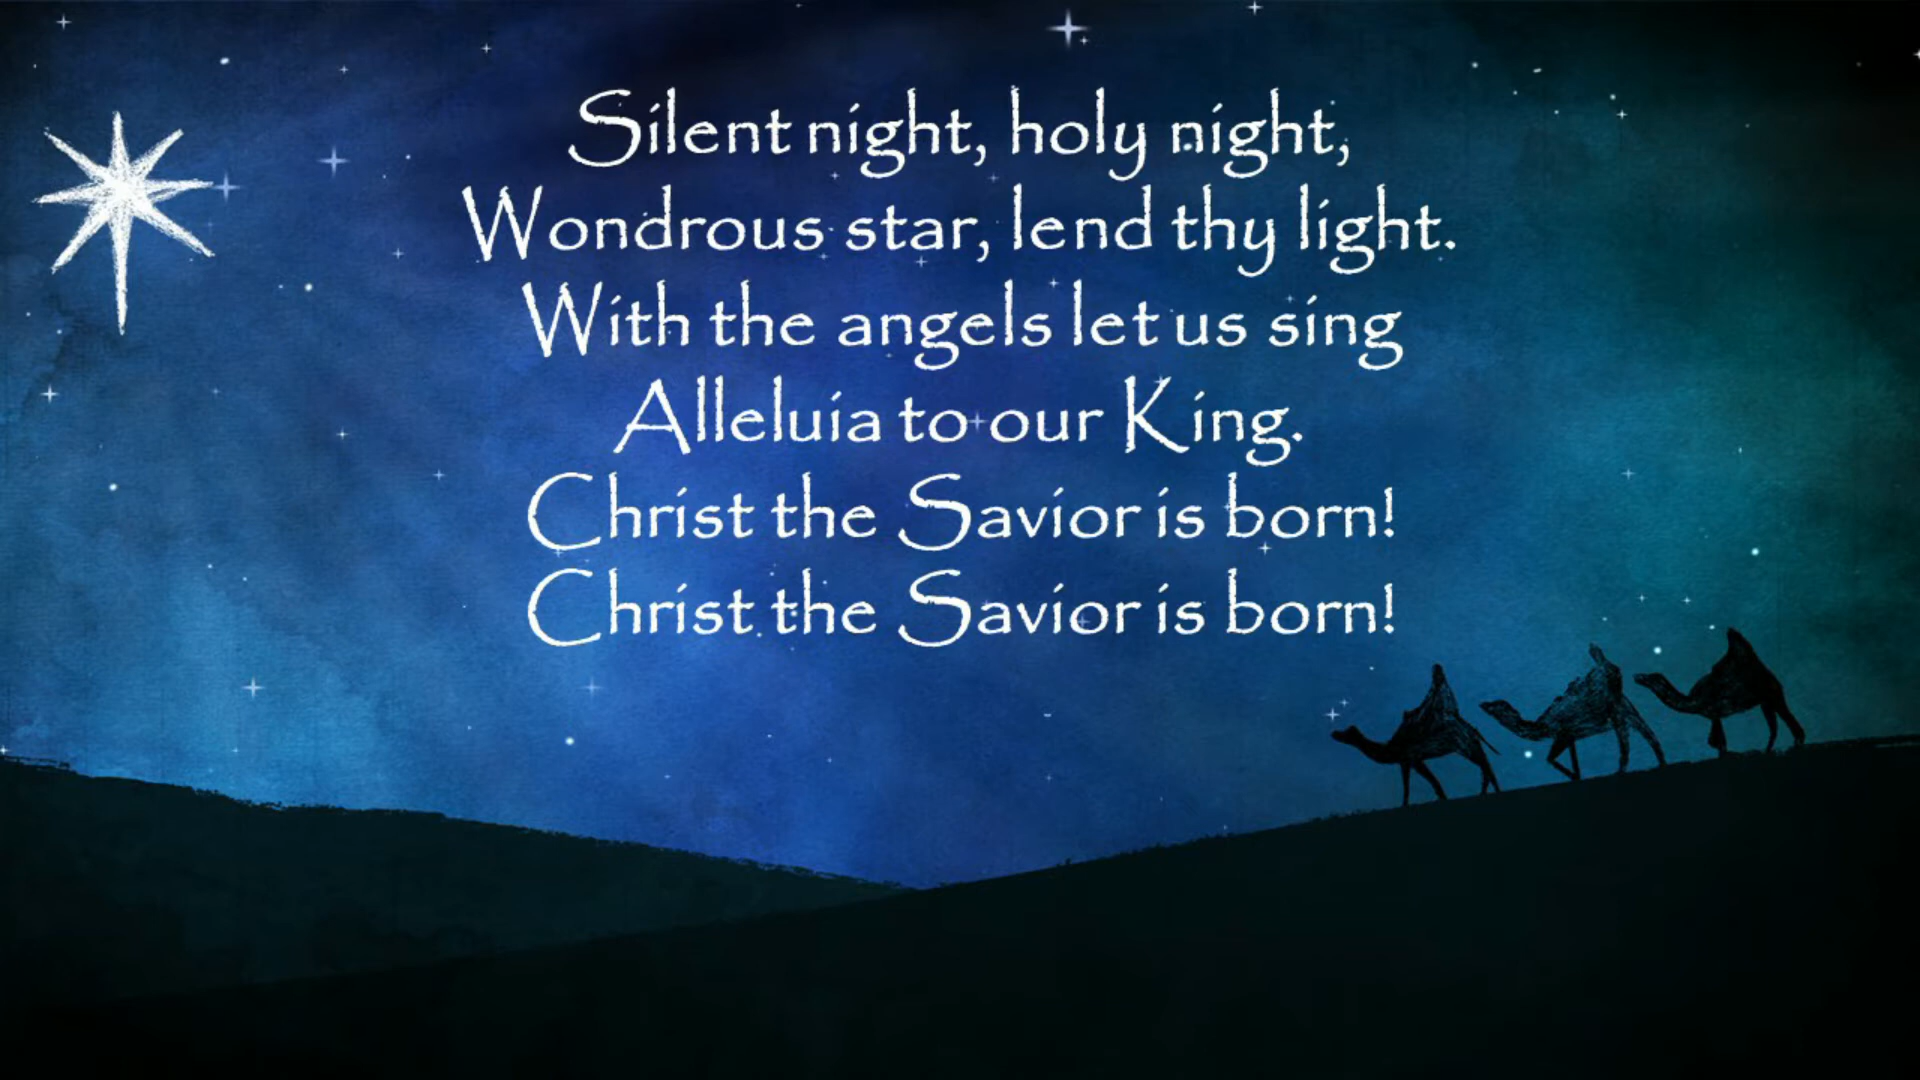 Silent night, holy night,
Wondrous star, lend thy light.
With the angels let us sing
Alleluia to our King.
Christ the Savior is born!
Christ the Savior is born!